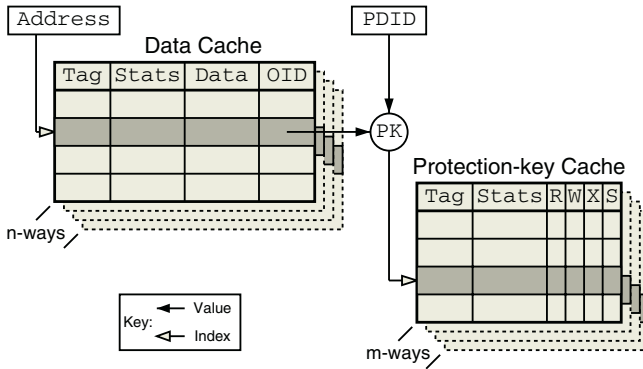 Address
PDID
Data Cache
Tag Stats Data OID
PK
Protection-key Cache
Tag Stats R W X S
n-ways
Key:
Value
Index
m-ways